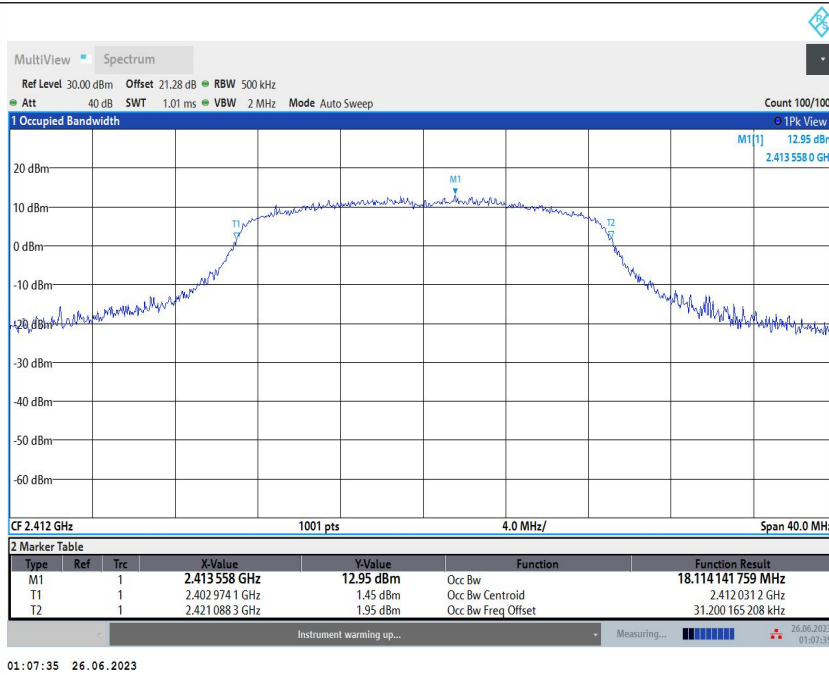 R S
MultiView Spectrum
Ref Level 30.00 dBm Offset 21.28 dB RBW 500 kHz
Att 40 dB SWT 1.01 ms VBW 2 MHz Mode Auto Sweep Count 100/100
1 Occupied Bandwidth 1Pk View
M1[1] 12.95 dBm
2.413 558 0 GH
20 dBm
M1
10 dBm
T1 T2
0 dBm
-10 dBm
-20 dBm
-30 dBm
-40 dBm
-50 dBm
-60 dBm
CF 2.412 GHz 1001 pts 4.0 MHz/ Span 40.0 MHz
2 Marker Table
Type Ref Trc X-Value Y-Value Function Function Result
M1 1 2.413 558 GHz 12.95 dBm Occ Bw 18.114 141 759 MHz
T1 1 2.402 974 1 GHz 1.45 dBm Occ Bw Centroid 2.412 031 2 GHz
T2 1 2.421 088 3 GHz 1.95 dBm Occ Bw Freq Offset 31.200 165 208 kHz
Instrument warming up... Measuring... 26.06.2023
01:07:35
01:07:35 26.06.2023